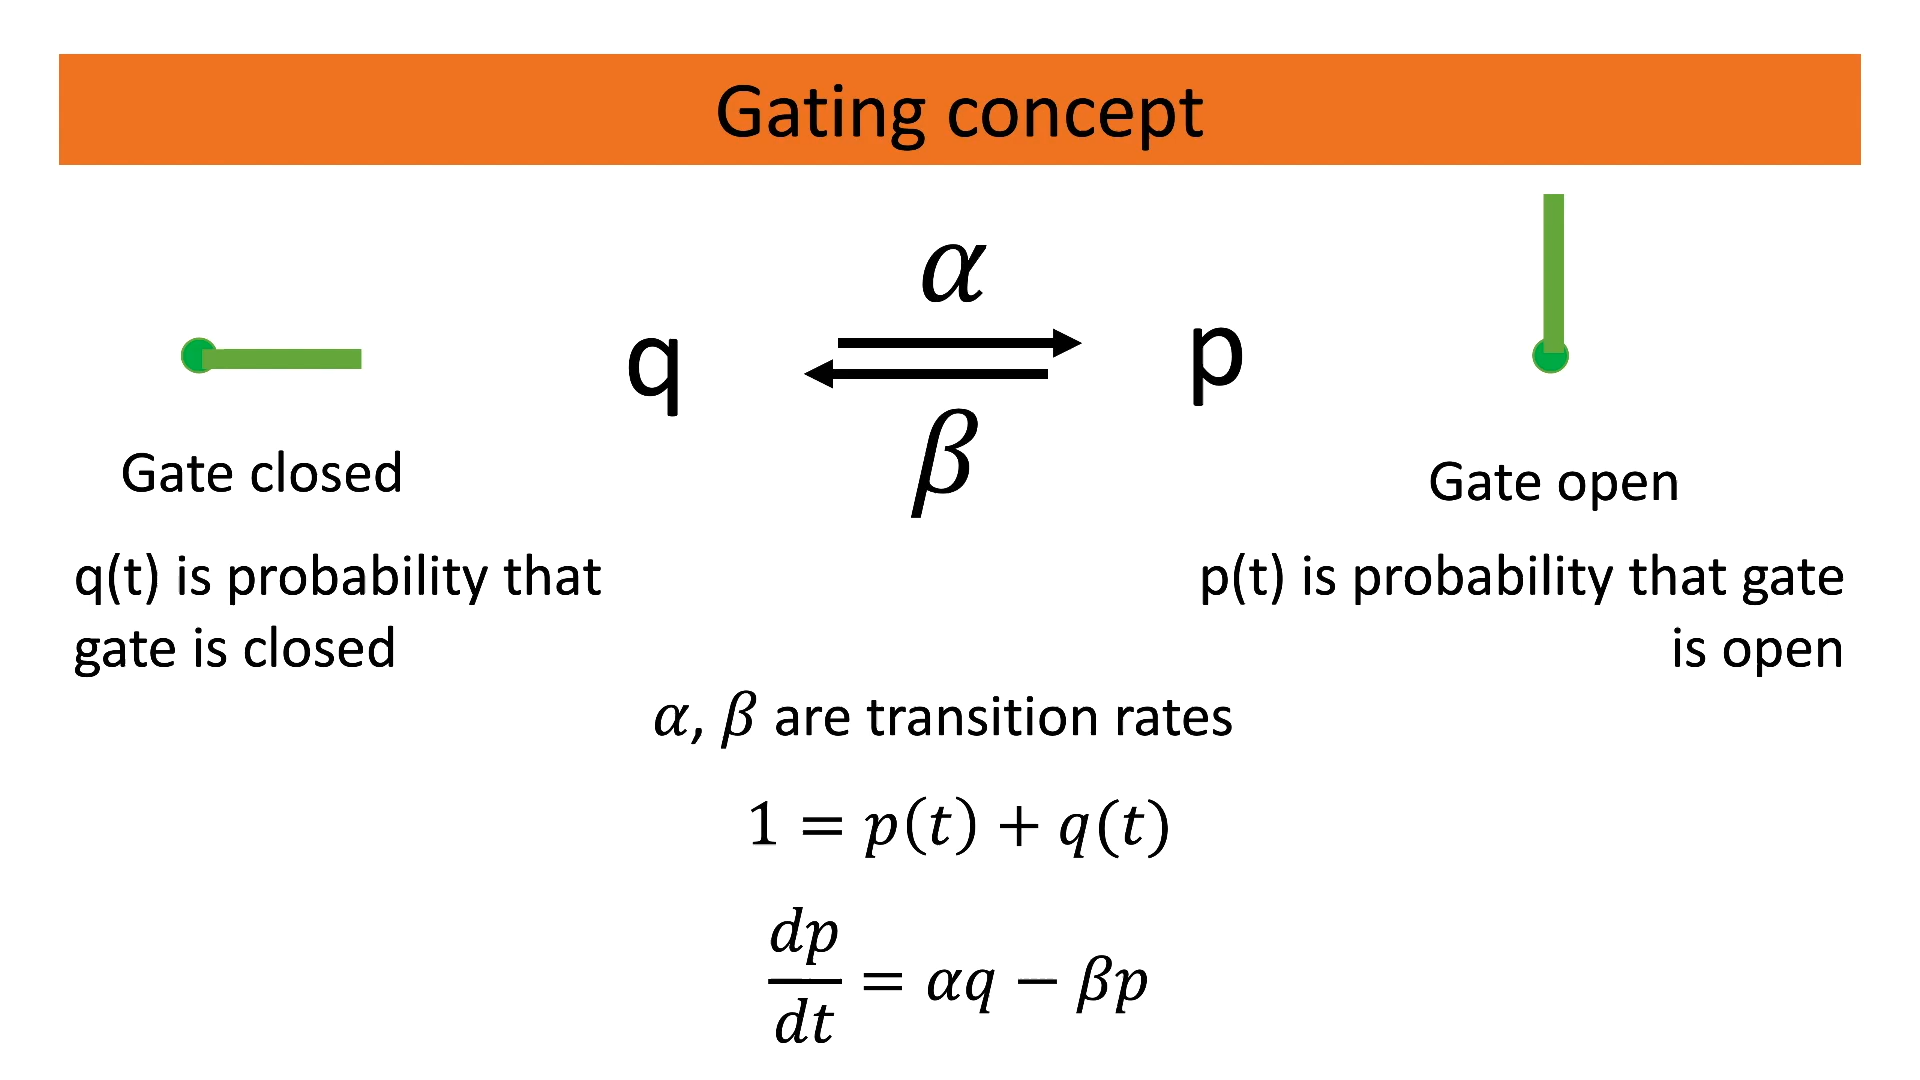 Gating concept
α
q p
β
Gate closed
Gate open
q(t) is probability that
gate is closed
p(t) is probability that gate
is open
α, β are transition rates
1 = p(t) + q(t)
dp/dt = αq − βp